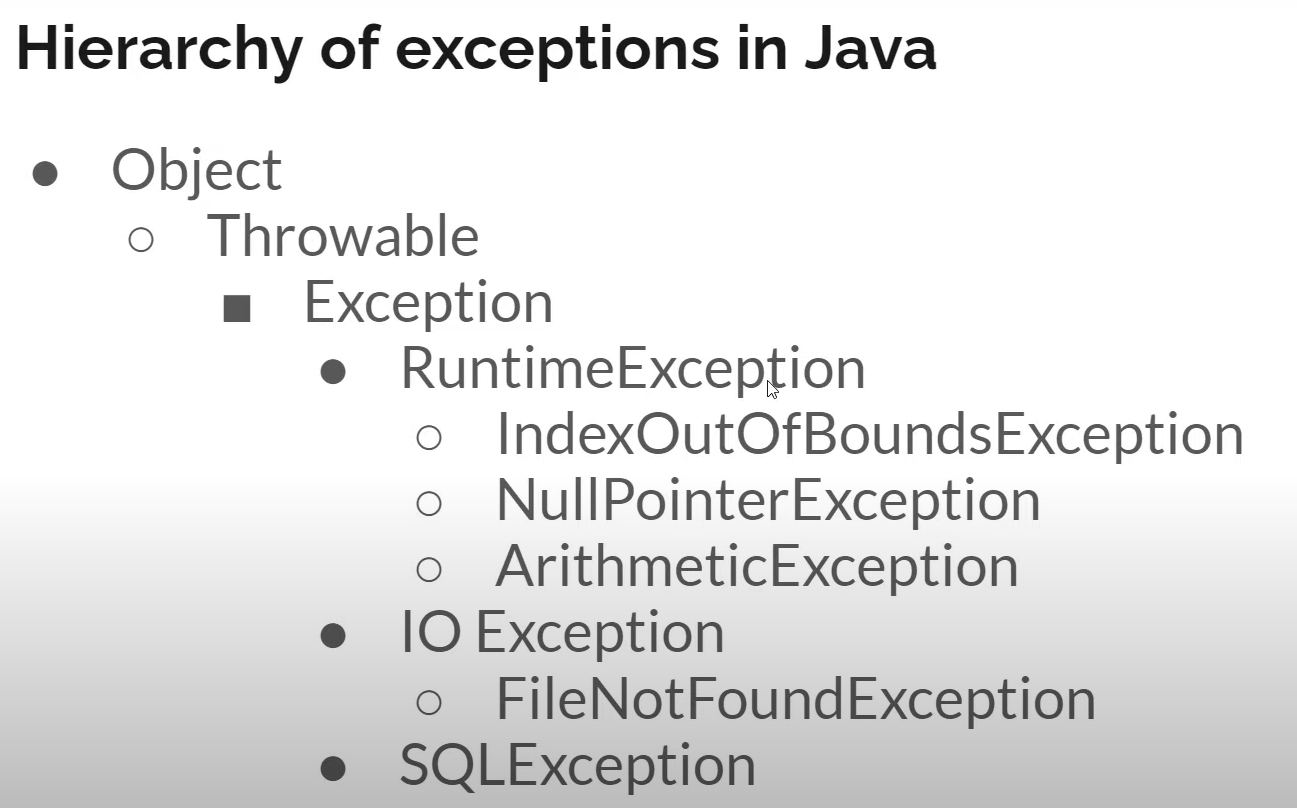 Hierarchy of exceptions in Java
● Object
○ Throwable
■ Exception
● RuntimeException
○ IndexOutOfBoundsException
○ NullPointerException
○ ArithmeticException
● IO Exception
○ FileNotFoundException
● SQLException